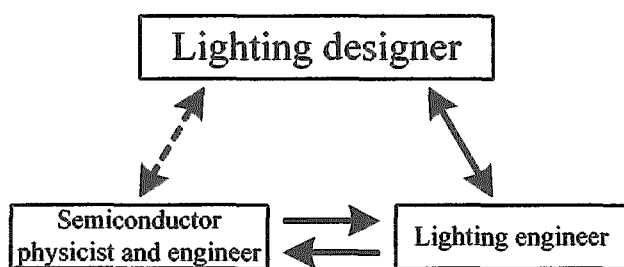 Lighting designer
Semiconductor
physicist and engineer
Lighting engineer